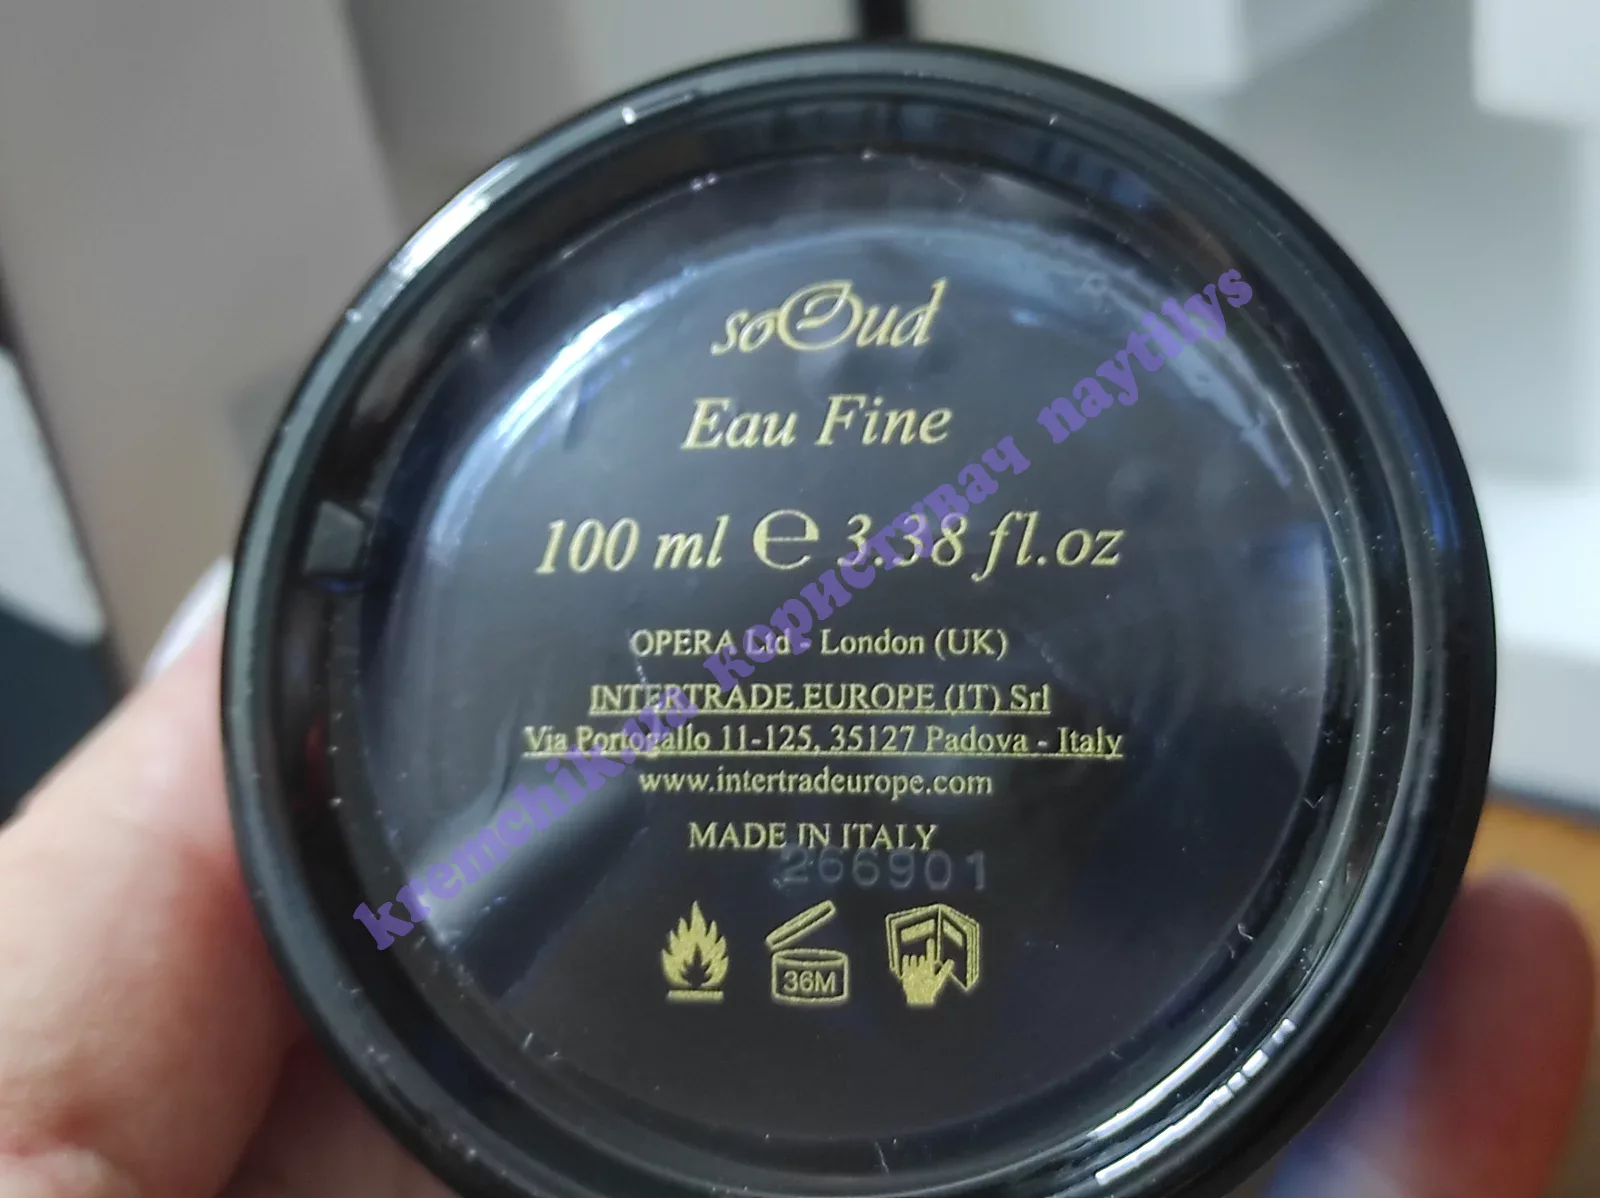 soOud
Eau Fine
100 ml ℮ 3.38 fl.oz
OPERA Ltd - London (UK)
INTERTRADE EUROPE (IT) Srl
Via Portogallo 11-125, 35127 Padova - Italy
www.intertradeurope.com
MADE IN ITALY
266901
36M
kremchik.ua користувач naytilys